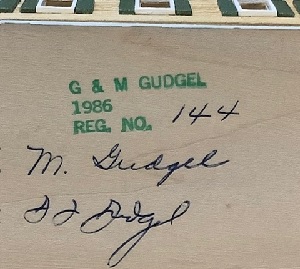 G & M GUDGEL
1986
REG. NO. 144
M. Gudgel
Gudgel